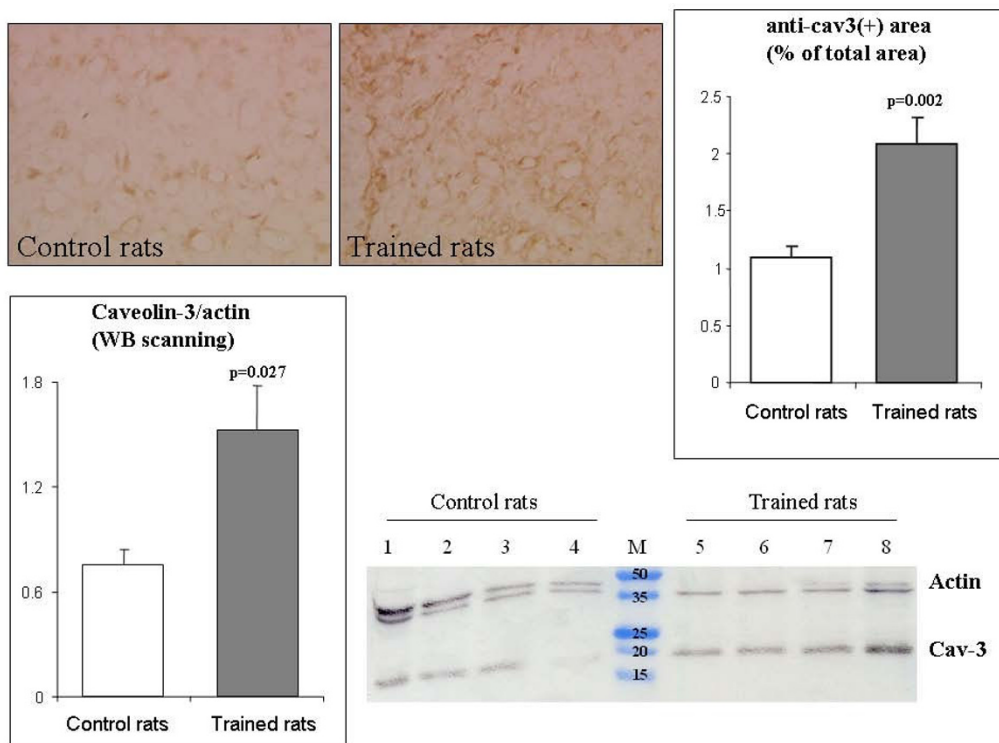 Control rats
Trained rats
anti-cav3(+) area
(% of total area)
2.5
2
1.5
1
0.5
0
p=0.002
Control rats
Trained rats
Caveolin-3/actin
(WB scanning)
1.8
1.2
0.6
0
p=0.027
Control rats
Trained rats
Control rats
Trained rats
1 2 3 4 M 5 6 7 8
50
35
25
20
15
Actin
Cav-3